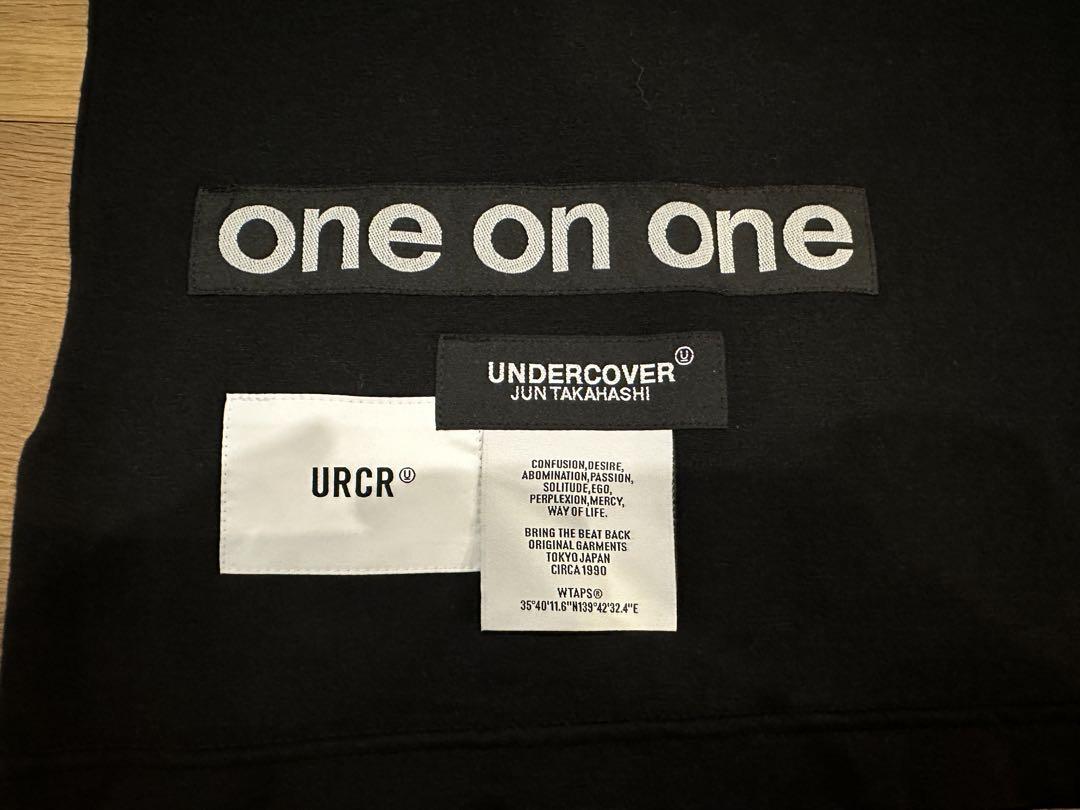 one on one
UNDERCOVER Ⓤ
JUN TAKAHASHI
URCR Ⓤ
CONFUSION,DESIRE,
ABOMINATION,PASSION,
SOLITUDE,EGO,
PERPLEXION,MERCY,
WAY OF LIFE.
BRING THE BEAT BACK
ORIGINAL GARMENTS
TOKYO JAPAN
CIRCA 1990
WTAPS®
35°40'11.6"N139°42'32.4"E